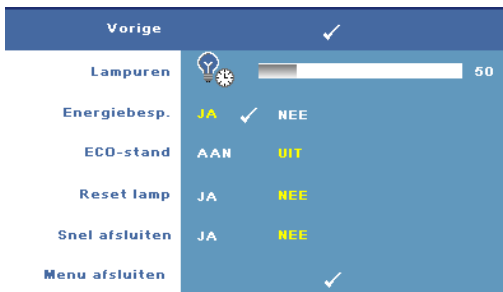 Vorige
Lampuren 50
Energiebesp. JA NEE
ECO-stand AAN UIT
Reset lamp JA NEE
Snel afsluiten JA NEE
Menu afsluiten